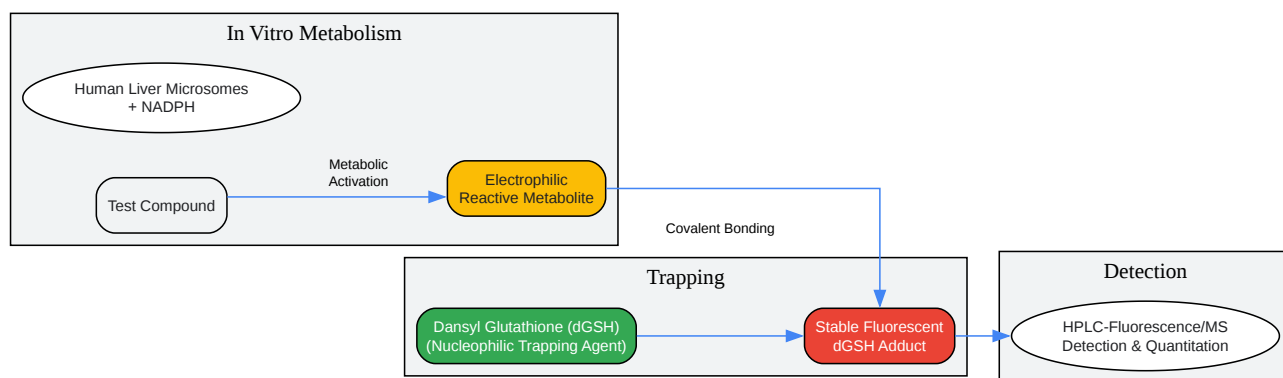 In Vitro Metabolism
Human Liver Microsomes
+ NADPH
Metabolic
Activation
Test Compound
Electrophilic
Reactive Metabolite
Covalent Bonding
Trapping
Dansyl Glutathione (dGSH)
(Nucleophilic Trapping Agent)
Stable Fluorescent
dGSH Adduct
Detection
HPLC-Fluorescence/MS
Detection & Quantitation